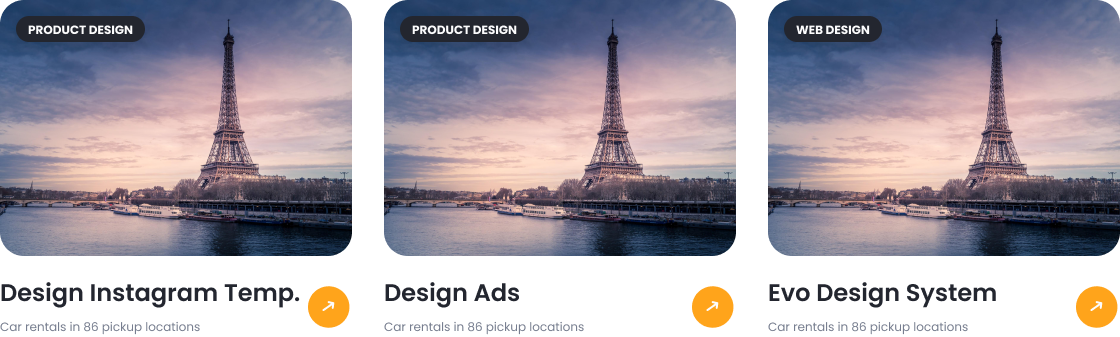 PRODUCT DESIGN
PRODUCT DESIGN
WEB DESIGN
Design Instagram Temp.
Car rentals in 86 pickup locations
Design Ads
Car rentals in 86 pickup locations
Evo Design System
Car rentals in 86 pickup locations